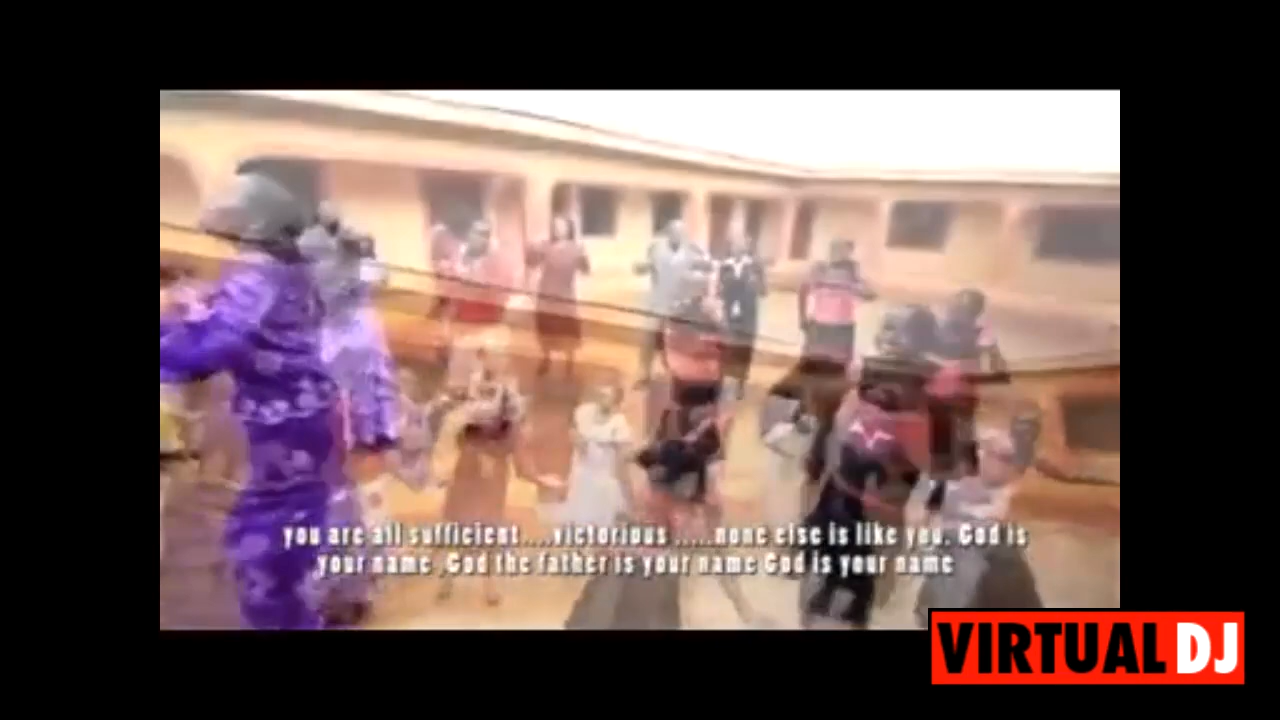 you are all sufficient....victorious .....none else is like you. God is
your name ,God the father is your name God is your name
VIRTUAL DJ